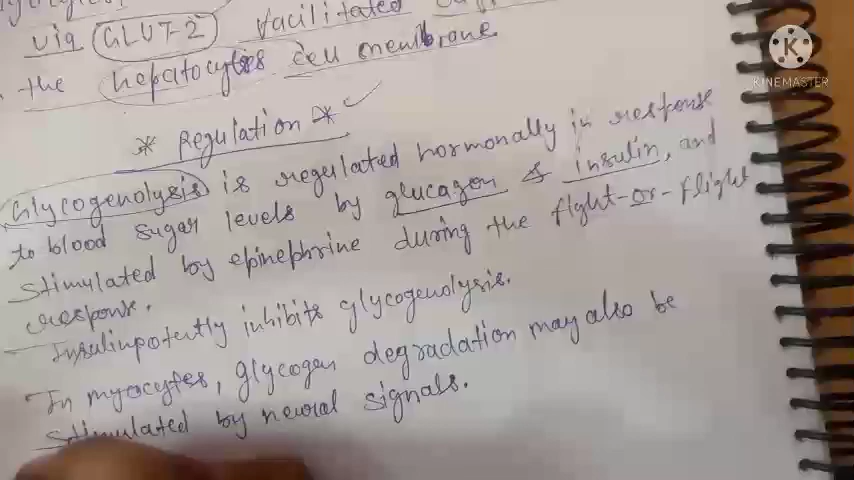 via GLUT-2 facilitated
the hepatocytes cell membrane
* Regulation *
Glycogenolysis is regulated hormonally in response
to blood sugar levels by glucagon & insulin, and
stimulated by epinephrine during the fight-or-flight
response.
- Insulin potently inhibits glycogenolysis.
In myocytes, glycogen degradation may also be
stimulated by neural signals.
K
KINEMASTER